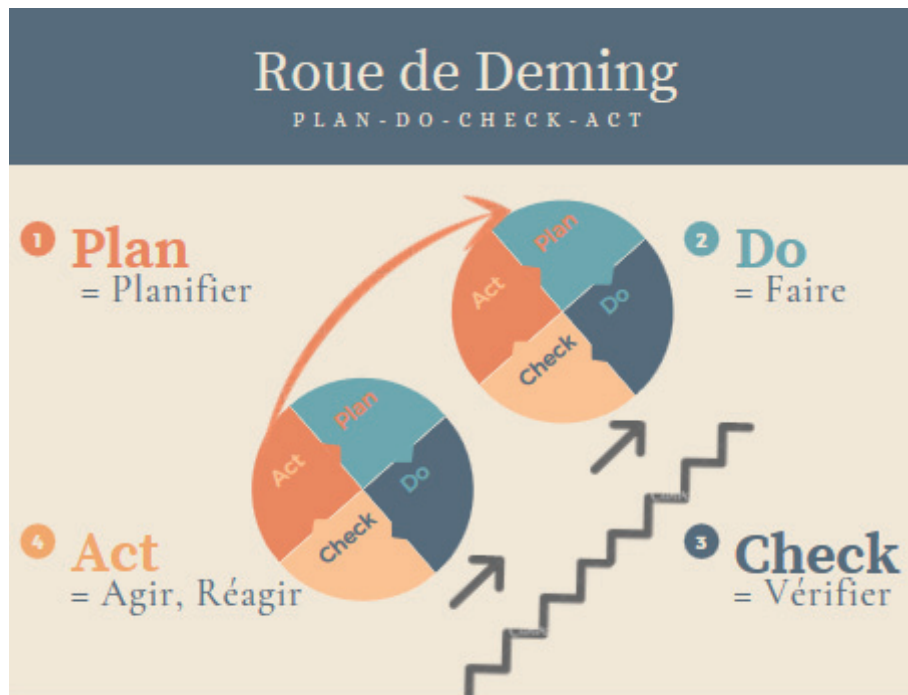 Roue de Deming
PLAN-DO-CHECK-ACT
1 Plan
= Planifier
2 Do
= Faire
Plan
Act
Do
Check
Plan
Act
Do
Check
4 Act
= Agir, Réagir
3 Check
= Vérifier